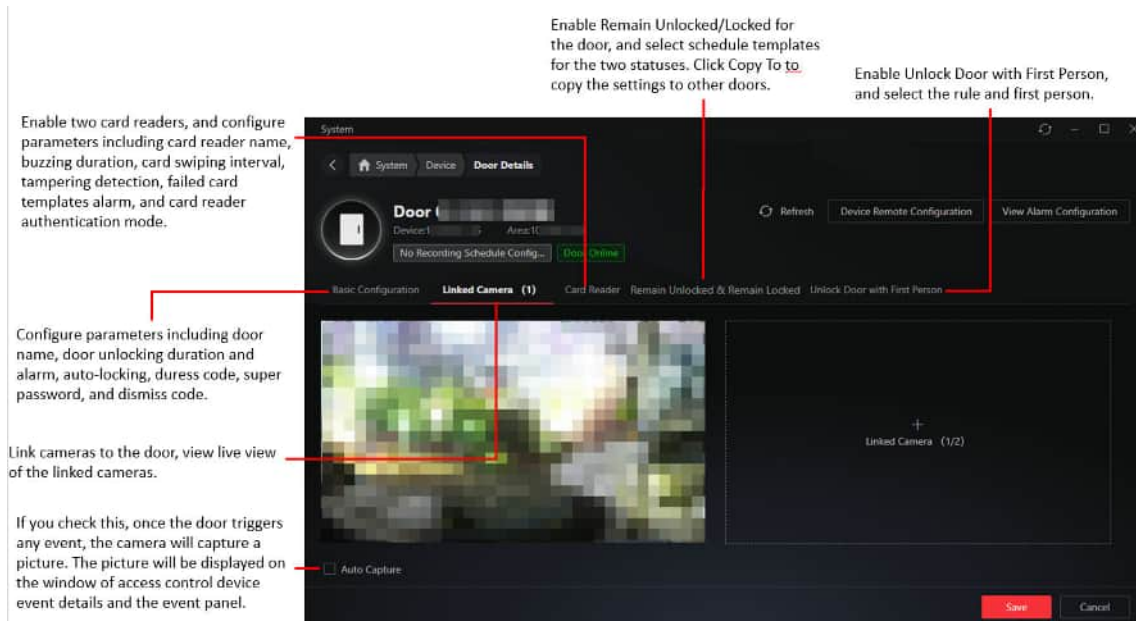 Enable Remain Unlocked/Locked for
the door, and select schedule templates
for the two statuses. Click Copy To to
copy the settings to other doors.
Enable Unlock Door with First Person,
and select the rule and first person.
Enable two card readers, and configure
parameters including card reader name,
buzzing duration, card swiping interval,
tampering detection, failed card
templates alarm, and card reader
authentication mode.
System
System Device Door Details
Door
Refresh Device Remote Configuration View Alarm Configuration
Device:1 Area:10
No Recording Schedule Config... Door Online
Basic Configuration Linked Camera (1) Card Reader Remain Unlocked & Remain Locked Unlock Door with First Person
Configure parameters including door
name, door unlocking duration and
alarm, auto-locking, duress code, super
password, and dismiss code.
Linked Camera (1/2)
Link cameras to the door, view live view
of the linked cameras.
If you check this, once the door triggers
any event, the camera will capture a
picture. The picture will be displayed on
the window of access control device
event details and the event panel.
Auto Capture
Save Cancel